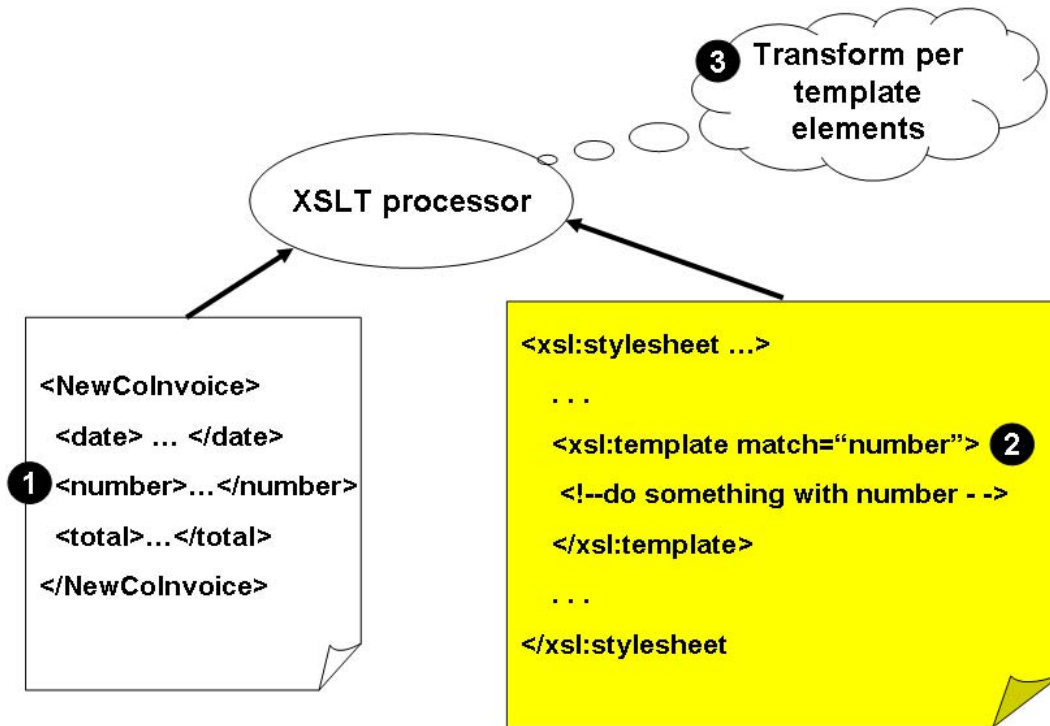 3 Transform per
template
elements
XSLT processor
<NewCoInvoice>
<date> … </date>
1 <number>…</number>
<total>…</total>
</NewCoInvoice>
<xsl:stylesheet …>
. . .
<xsl:template match=“number”> 2
<!--do something with number - ->
</xsl:template>
. . .
</xsl:stylesheet